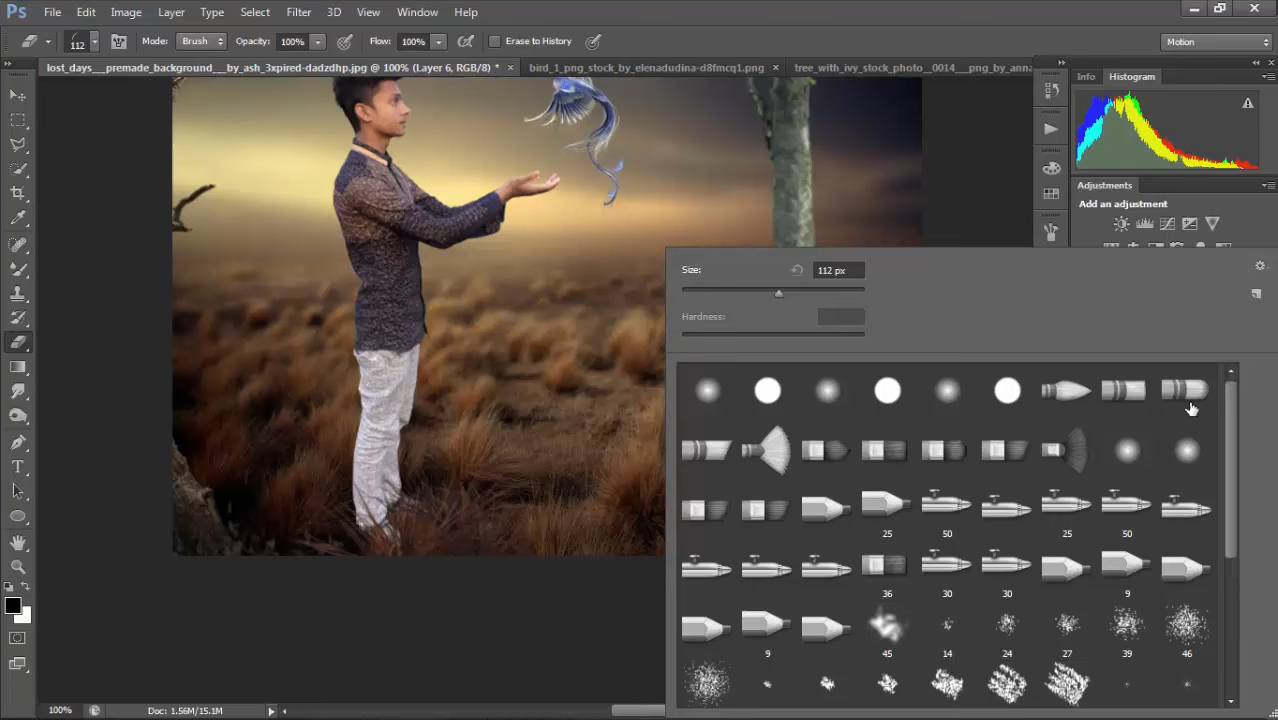 Ps File Edit Image Layer Type Select Filter 3D View Window Help
112 Mode: Brush Opacity: 100% Flow: 100% Erase to History Motion
lost_days___premade_background___by_ash_3xpired-dadzdhp.jpg @ 100% (Layer 6, RGB/8) * × bird_1_png_stock_by_elenadudina-d8fmcq1.png × tree_with_ivy_stock_photo__0014___png_by_anna
Info Histogram
Adjustments
Add an adjustment
Size: 112 px
Hardness:
25 50 25 50
36 30 30 9
9 45 14 24 27 39 46
T
100% Doc: 1.56M/15.1M